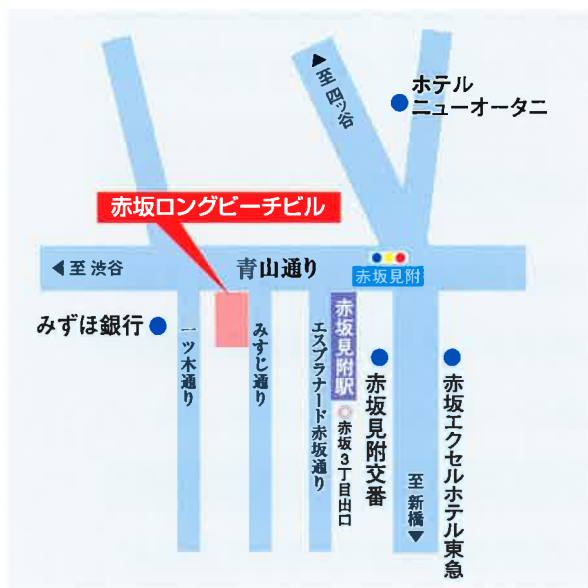 ホテル
ニューオータニ
▲至 四ツ谷
赤坂ロングビーチビル
◀至 渋谷
青山通り
赤坂見附
みずほ銀行
一ツ木通り
みすじ通り
エスプラナード赤坂通り
赤坂見附駅
赤坂3丁目出口
赤坂見附交番
至 新橋▼
赤坂エクセルホテル東急